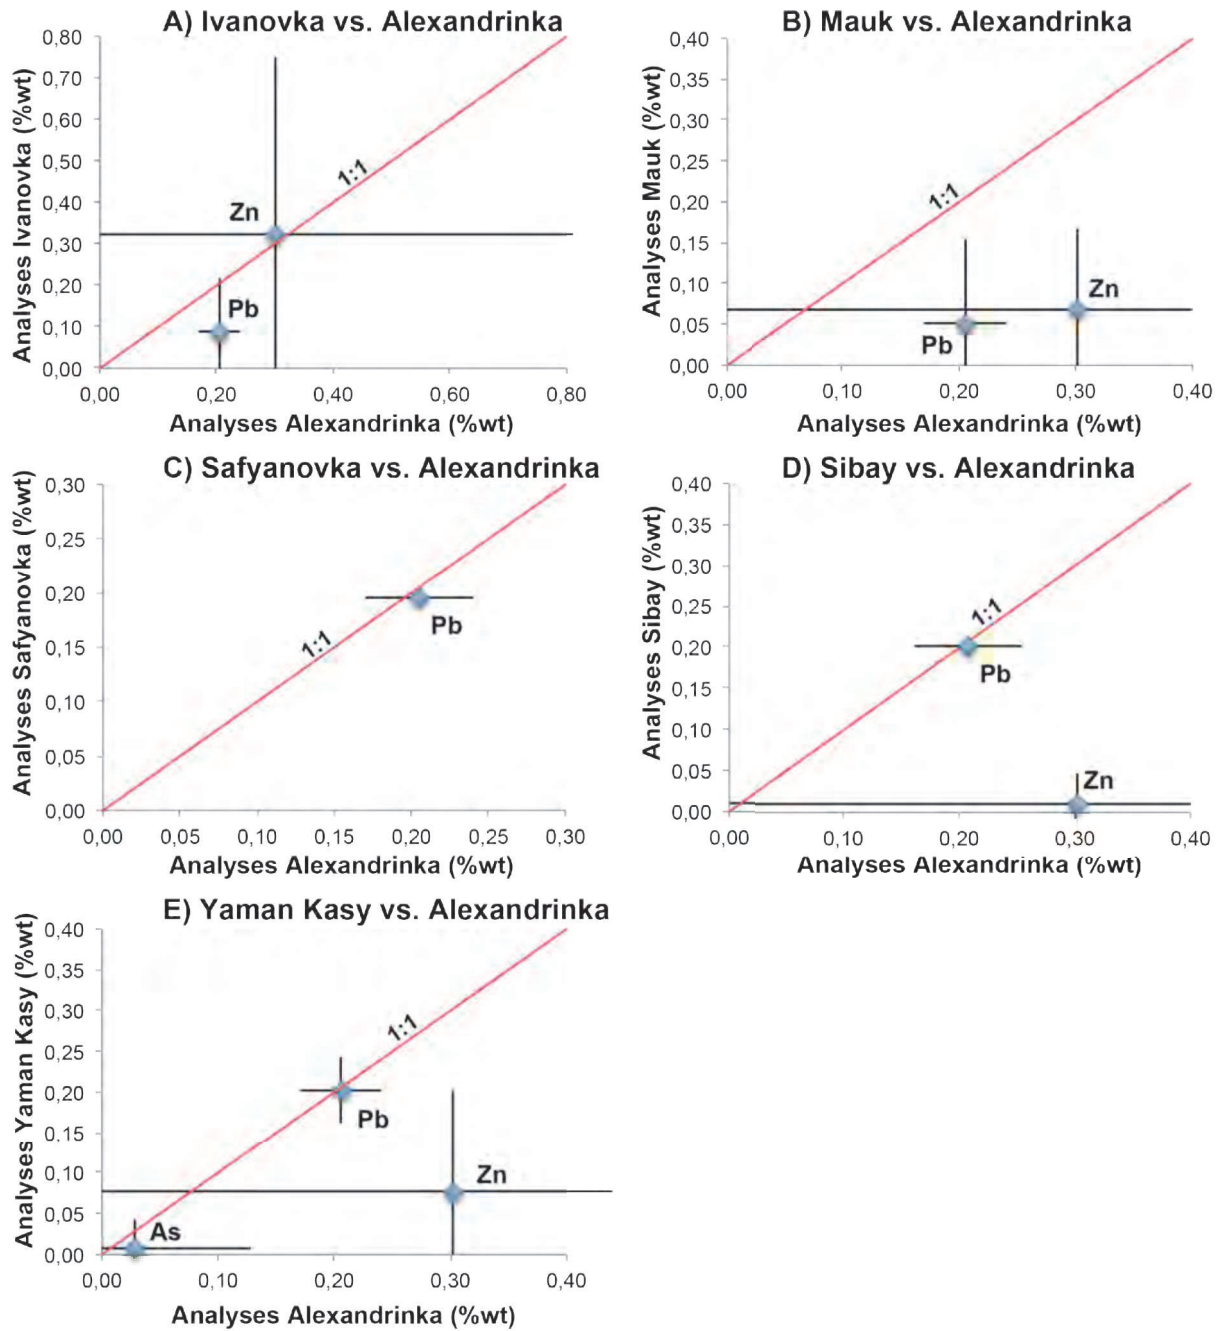 A) Ivanovka vs. Alexandrinka
Analyses Ivanovka (%wt)
0,80
0,70
0,60
0,50
0,40
0,30
0,20
0,10
0,00
1:1
Zn
Pb
0,00 0,20 0,40 0,60 0,80
Analyses Alexandrinka (%wt)
B) Mauk vs. Alexandrinka
Analyses Mauk (%wt)
0,40
0,35
0,30
0,25
0,20
0,15
0,10
0,05
0,00
1:1
Zn
Pb
0,00 0,10 0,20 0,30 0,40
Analyses Alexandrinka (%wt)
C) Safyanovka vs. Alexandrinka
Analyses Safyanovka (%wt)
0,30
0,25
0,20
0,15
0,10
0,05
0,00
1:1
Pb
0,00 0,05 0,10 0,15 0,20 0,25 0,30
Analyses Alexandrinka (%wt)
D) Sibay vs. Alexandrinka
Analyses Sibay (%wt)
0,40
0,35
0,30
0,25
0,20
0,15
0,10
0,05
0,00
1:1
Pb
Zn
0,00 0,10 0,20 0,30 0,40
Analyses Alexandrinka (%wt)
E) Yaman Kasy vs. Alexandrinka
Analyses Yaman Kasy (%wt)
0,40
0,35
0,30
0,25
0,20
0,15
0,10
0,05
0,00
1:1
Pb
Zn
As
0,00 0,10 0,20 0,30 0,40
Analyses Alexandrinka (%wt)